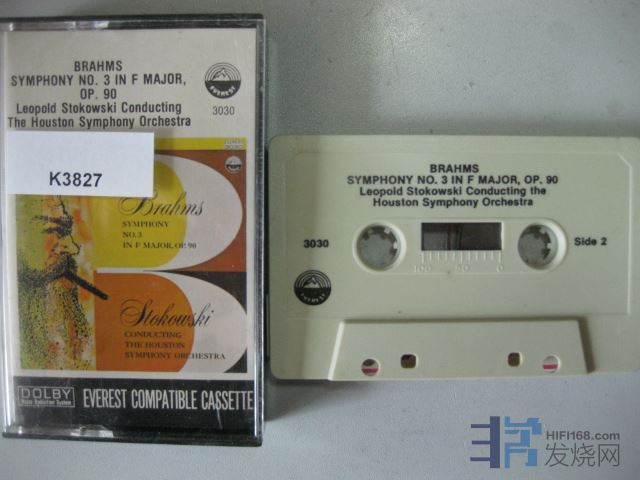 BRAHMS
SYMPHONY NO. 3 IN F MAJOR,
OP. 90
Leopold Stokowski Conducting
The Houston Symphony Orchestra
EVEREST
3030
K3827
Brahms
SYMPHONY
NO. 3
IN F MAJOR, OP. 90
Stokowski
CONDUCTING
THE HOUSTON
SYMPHONY ORCHESTRA
DOLBY
EVEREST COMPATIBLE CASSETTE
BRAHMS
SYMPHONY NO. 3 IN F MAJOR, OP. 90
Leopold Stokowski Conducting the
Houston Symphony Orchestra
3030
Side 2
100 50 0
EVEREST
HIFI168.com
发烧网